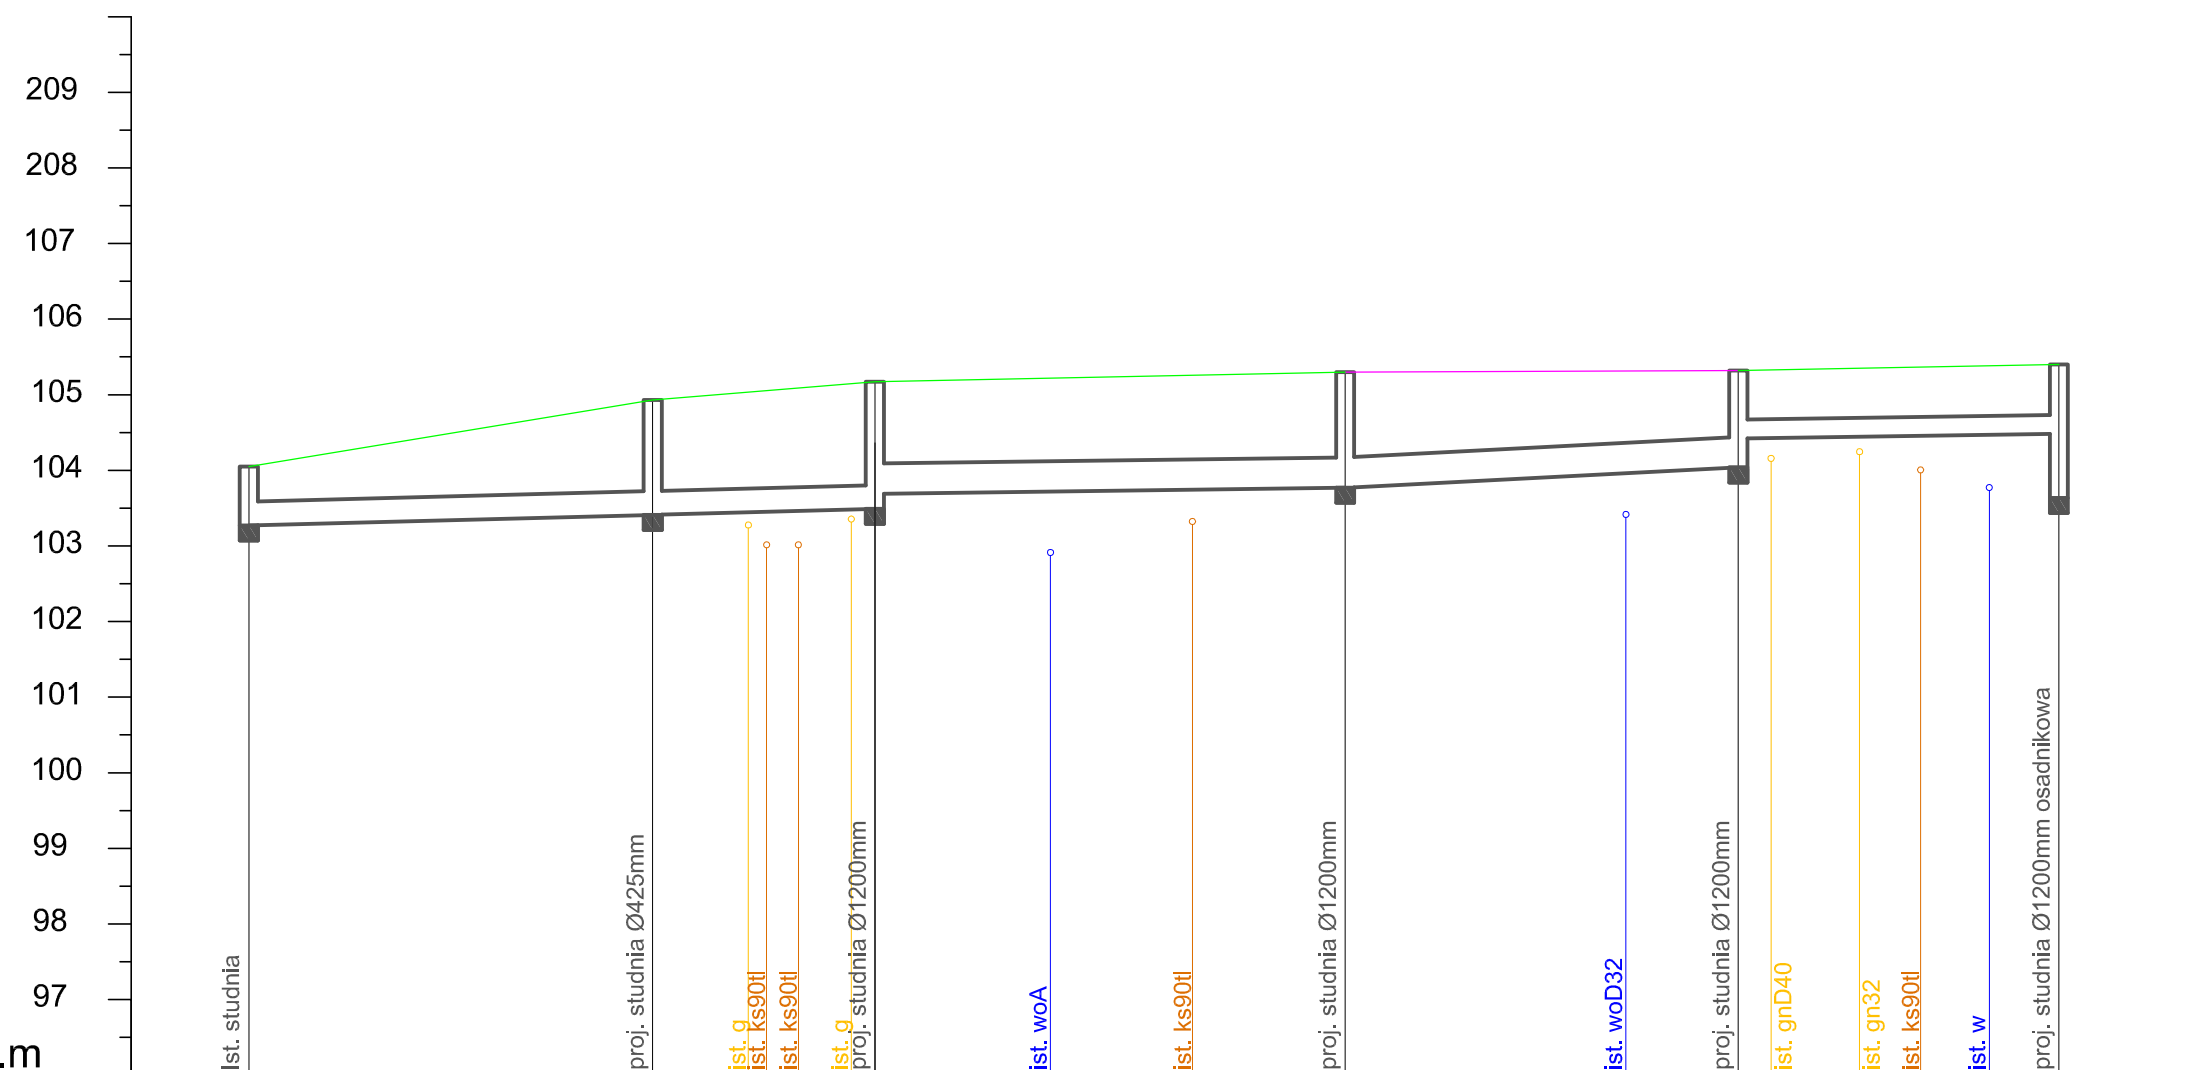 209
208
107
106
105
104
103
102
101
100
99
98
97
.m
Ist. studnia
proj. studnia Ø425mm
ist. g
ist. ks90tl
ist. ks90tl
ist. g
proj. studnia Ø1200mm
ist. woA
ist. ks90tl
proj. studnia Ø1200mm
ist. woD32
proj. studnia Ø1200mm
ist. gnD40
ist. gn32
ist. ks90tl
ist. w
proj. studnia Ø1200mm osadnikowa